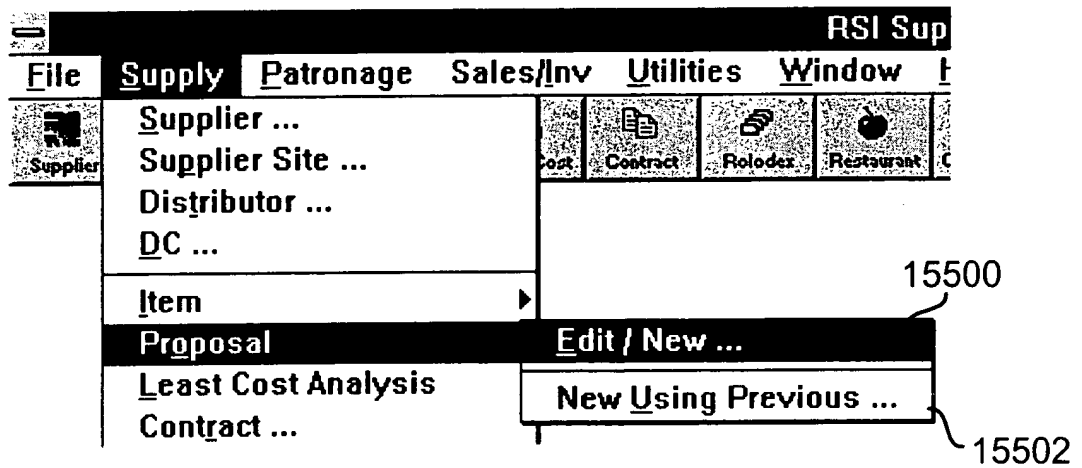 RSI Sup
File Supply Patronage Sales/Inv Utilities Window H
Supplier Cost Contract Rolodex Restaurant C
Supplier ...
Supplier Site ...
Distributor ...
DC ...
Item
Proposal
Least Cost Analysis
Contract ...
Edit / New ...
New Using Previous ...
15500
15502